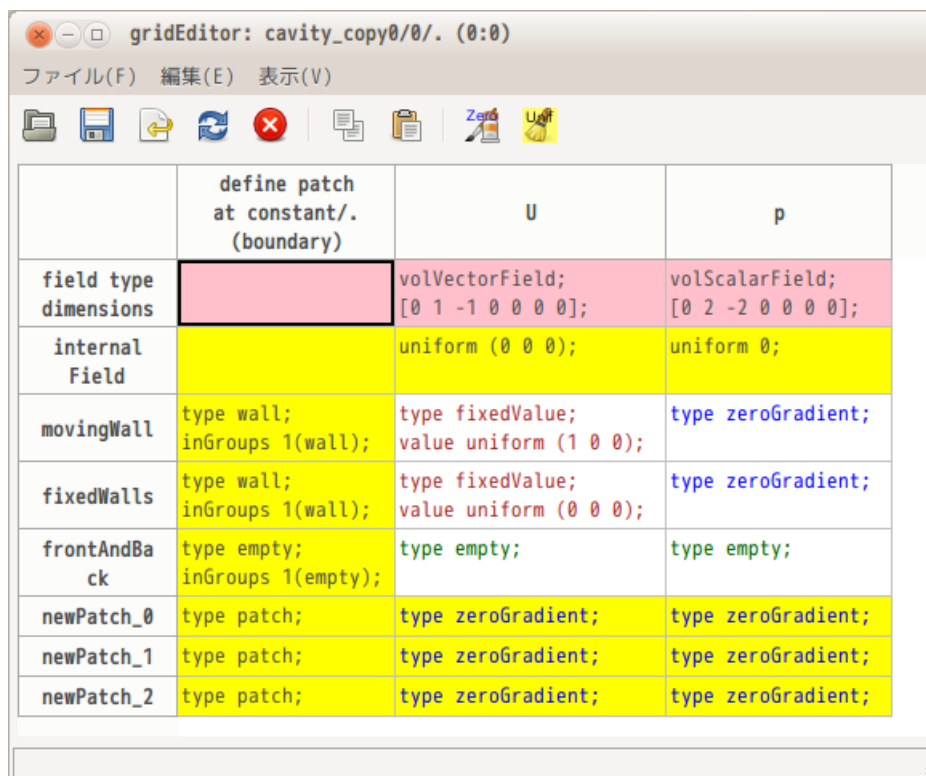 gridEditor: cavity_copy0/0/. (0:0)
ファイル(F) 編集(E) 表示(V)
Zero Unif
define patch
at constant/.
(boundary)
U
p
field type
dimensions
volVectorField;
[0 1 -1 0 0 0 0];
volScalarField;
[0 2 -2 0 0 0 0];
internal
Field
uniform (0 0 0);
uniform 0;
movingWall
type wall;
inGroups 1(wall);
type fixedValue;
value uniform (1 0 0);
type zeroGradient;
fixedWalls
type wall;
inGroups 1(wall);
type fixedValue;
value uniform (0 0 0);
type zeroGradient;
frontAndBa
ck
type empty;
inGroups 1(empty);
type empty;
type empty;
newPatch_0
type patch;
type zeroGradient;
type zeroGradient;
newPatch_1
type patch;
type zeroGradient;
type zeroGradient;
newPatch_2
type patch;
type zeroGradient;
type zeroGradient;